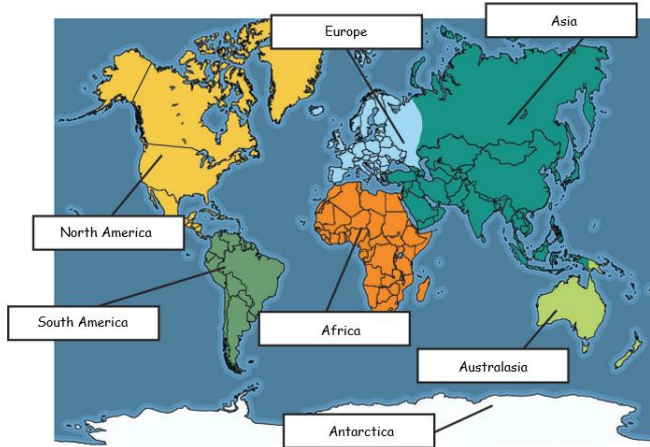 Europe
Asia
North America
South America
Africa
Australasia
Antarctica